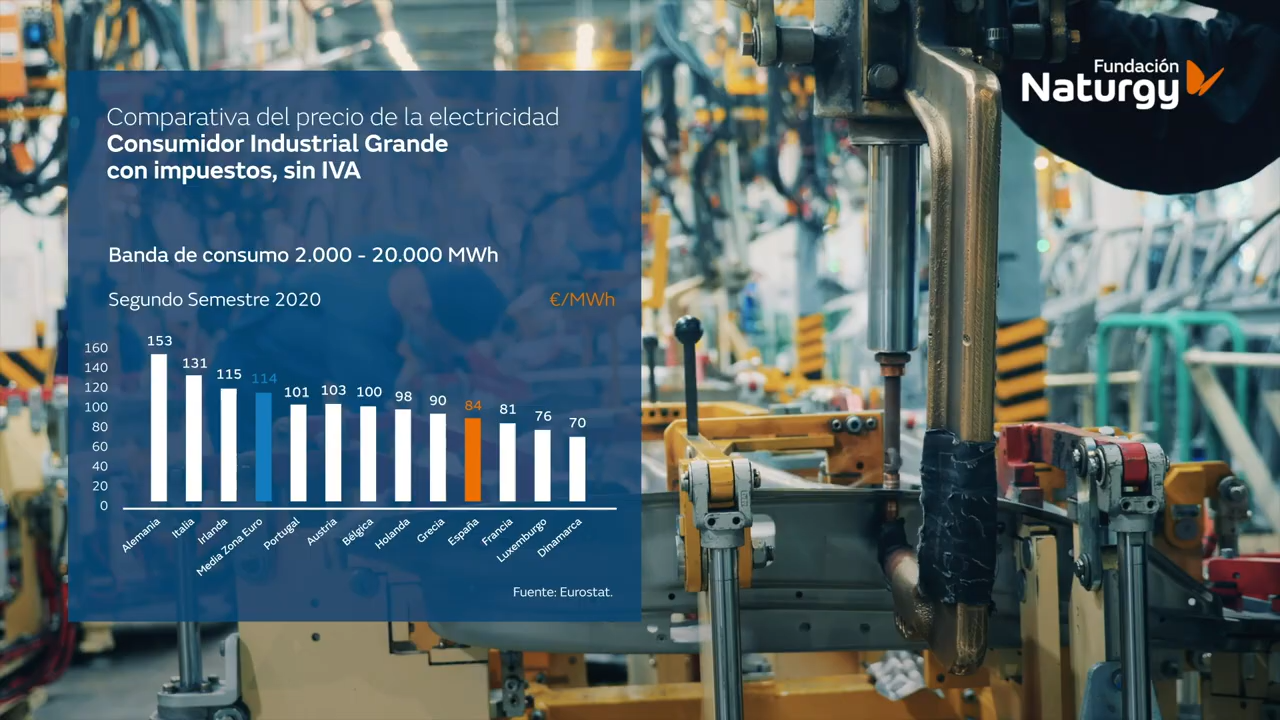 Fundación
Naturgy
Comparativa del precio de la electricidad
Consumidor Industrial Grande
con impuestos, sin IVA
Banda de consumo 2.000 - 20.000 MWh
Segundo Semestre 2020
€/MWh
160
140
120
100
80
60
40
20
0
153
131
115
114
101
103
100
98
90
84
81
76
70
Alemania
Italia
Irlanda
Media Zona Euro
Portugal
Austria
Bélgica
Holanda
Grecia
España
Francia
Luxemburgo
Dinamarca
Fuente: Eurostat.